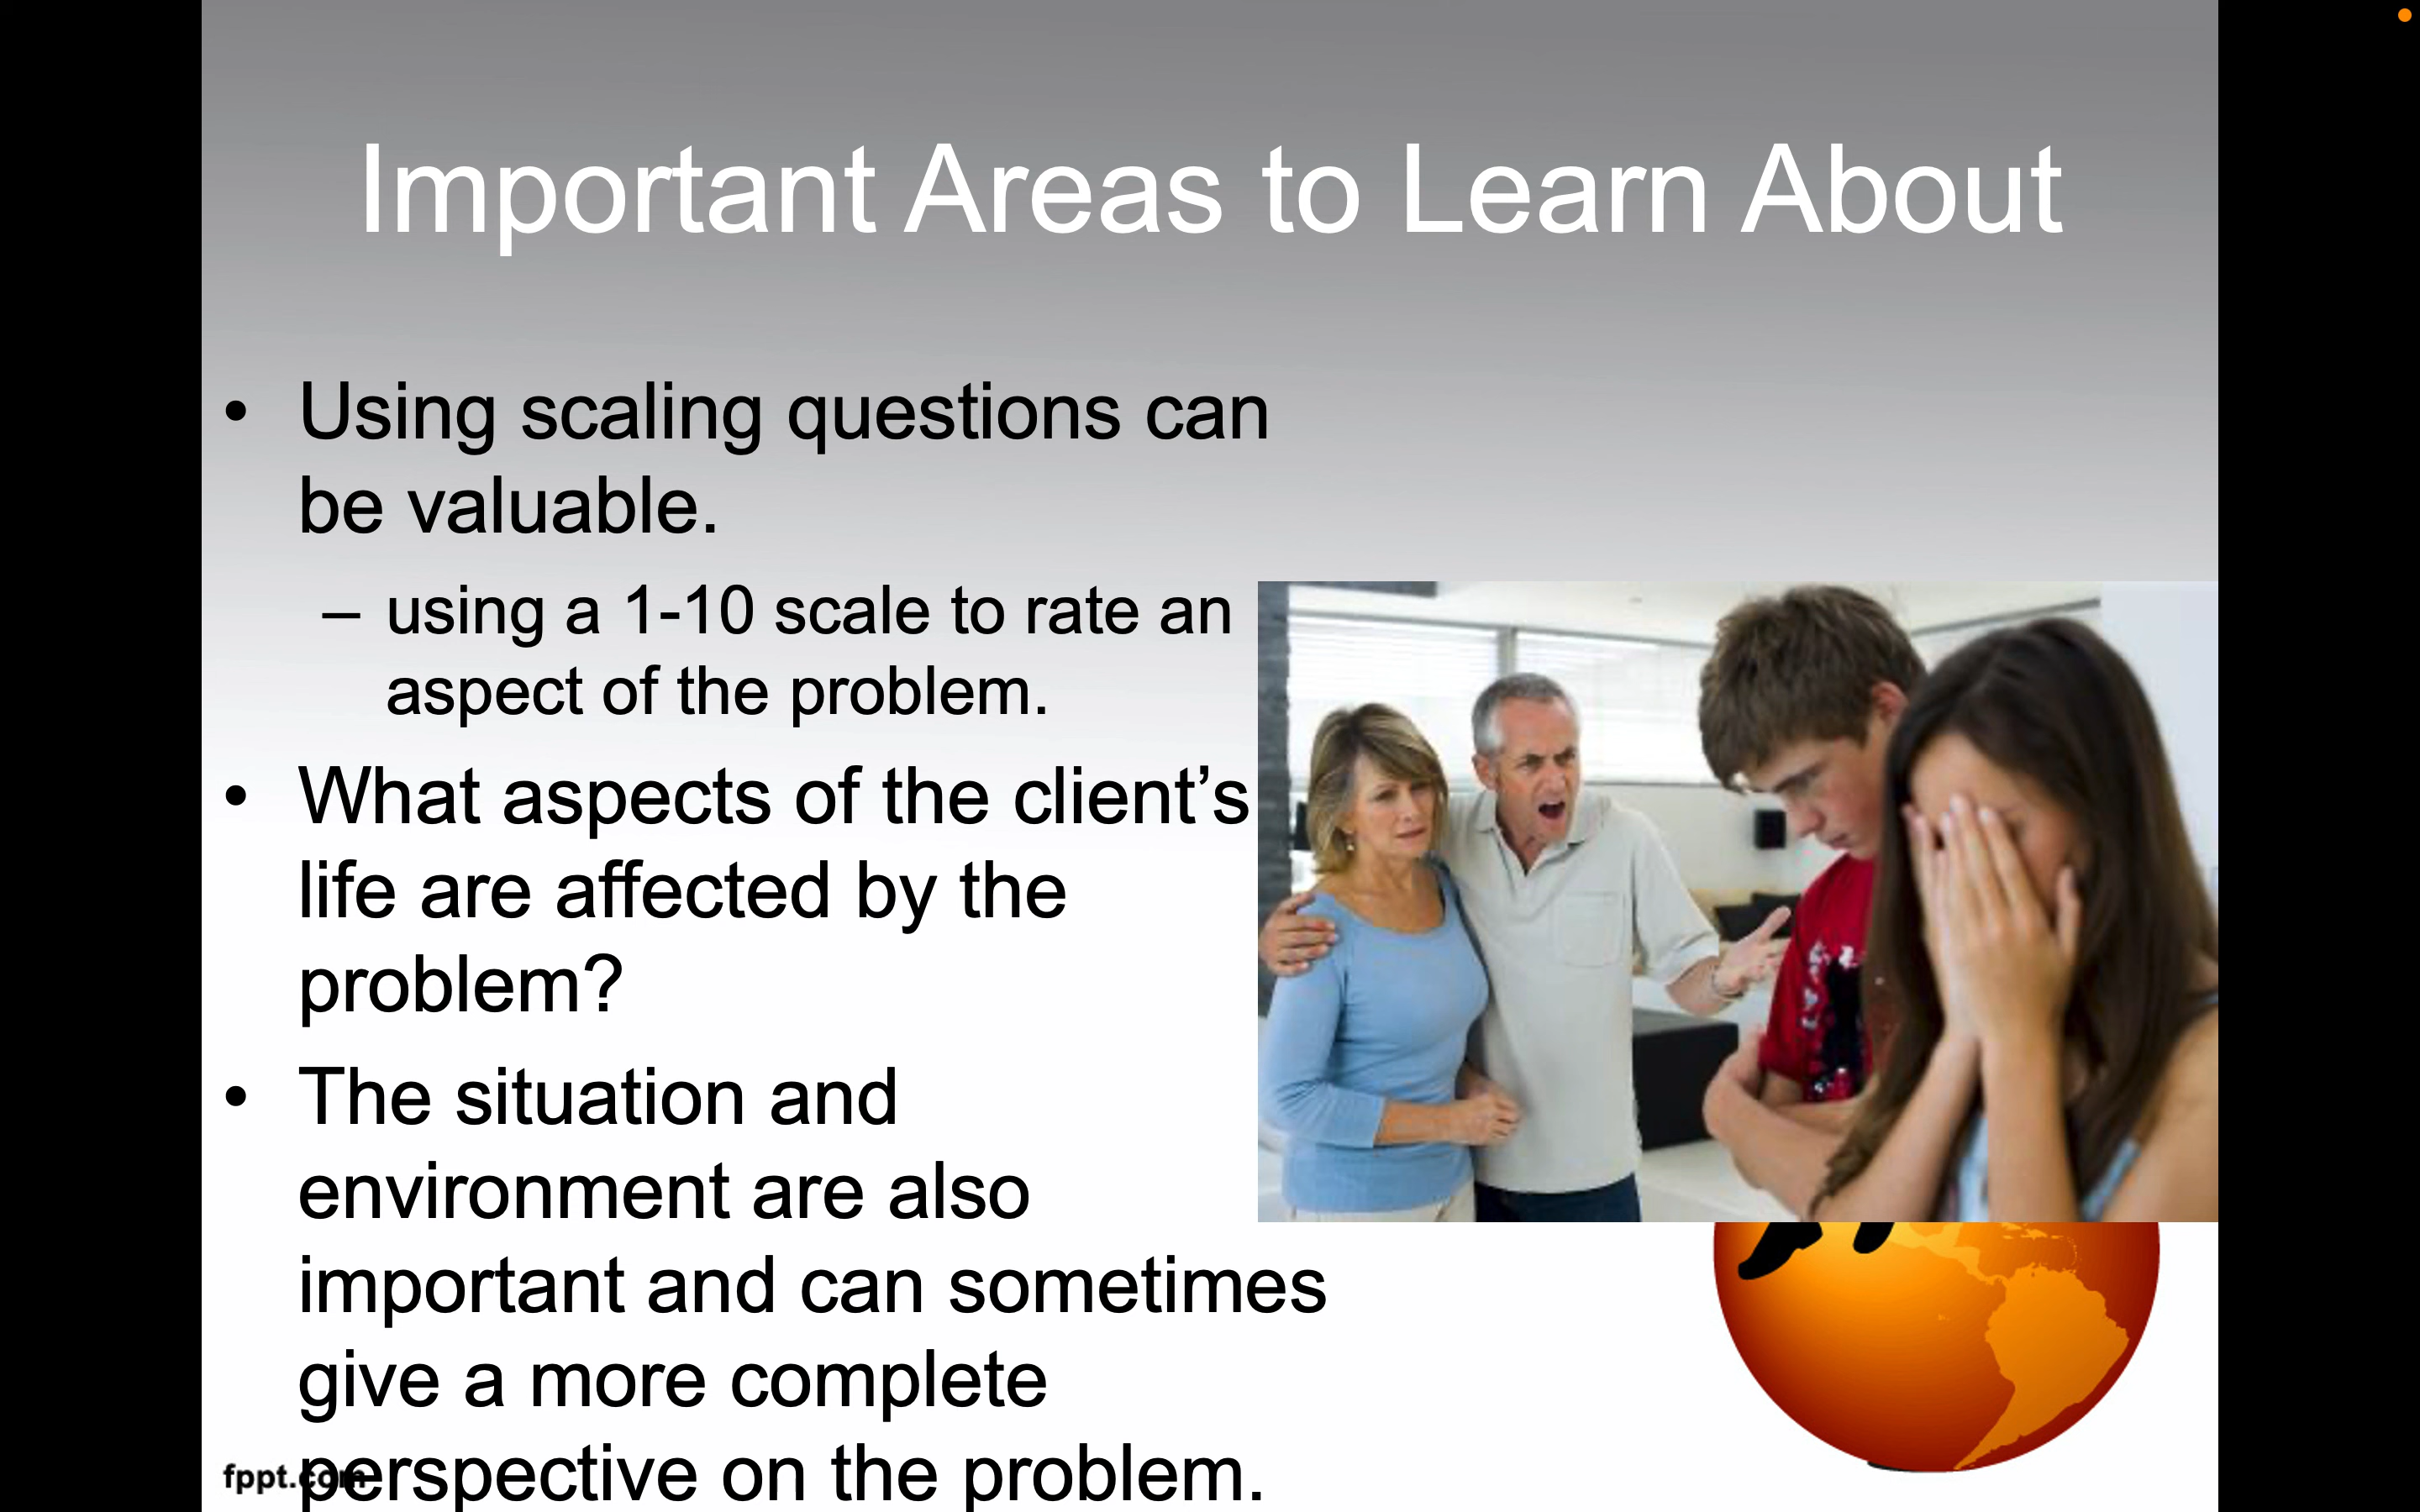 Important Areas to Learn About
• Using scaling questions can
be valuable.
– using a 1-10 scale to rate an
aspect of the problem.
• What aspects of the client’s
life are affected by the
problem?
• The situation and
environment are also
important and can sometimes
give a more complete
perspective on the problem.
fppt.com